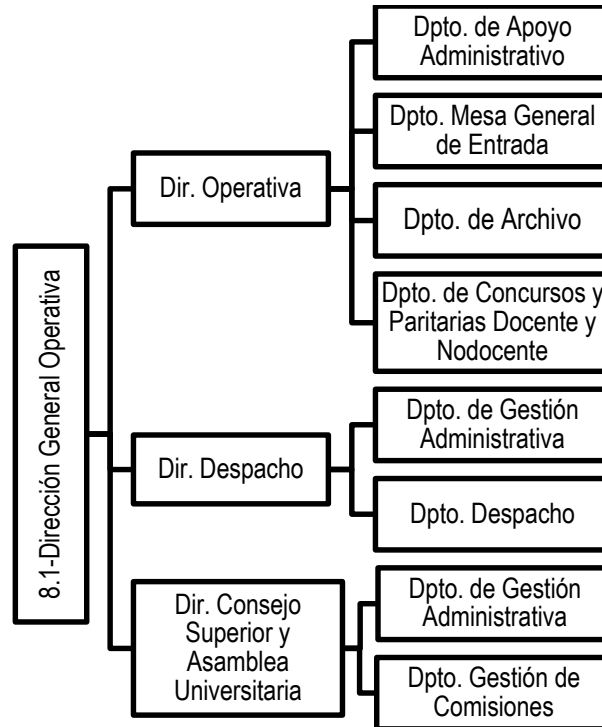 8.1-Dirección General Operativa
Dir. Operativa
Dpto. de Apoyo
Administrativo
Dpto. Mesa General
de Entrada
Dpto. de Archivo
Dpto. de Concursos y
Paritarias Docente y
Nodocente
Dir. Despacho
Dpto. de Gestión
Administrativa
Dpto. Despacho
Dir. Consejo
Superior y
Asamblea
Universitaria
Dpto. de Gestión
Administrativa
Dpto. Gestión de
Comisiones